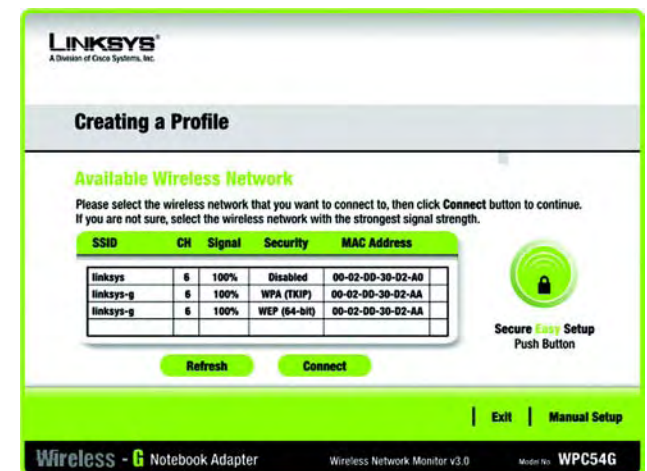 LINKSYS®
A Division of Cisco Systems, Inc.
Creating a Profile
Available Wireless Network
Please select the wireless network that you want to connect to, then click Connect button to continue.
If you are not sure, select the wireless network with the strongest signal strength.
SSID CH Signal Security MAC Address
linksys 6 100% Disabled 00-02-DD-30-D2-A0
linksys-g 6 100% WPA (TKIP) 00-02-DD-30-D2-AA
linksys-g 6 100% WEP (64-bit) 00-02-DD-30-D2-AA
Secure Easy Setup
Push Button
Refresh Connect
Exit Manual Setup
Wireless - G Notebook Adapter Wireless Network Monitor v3.0 Model No. WPC54G